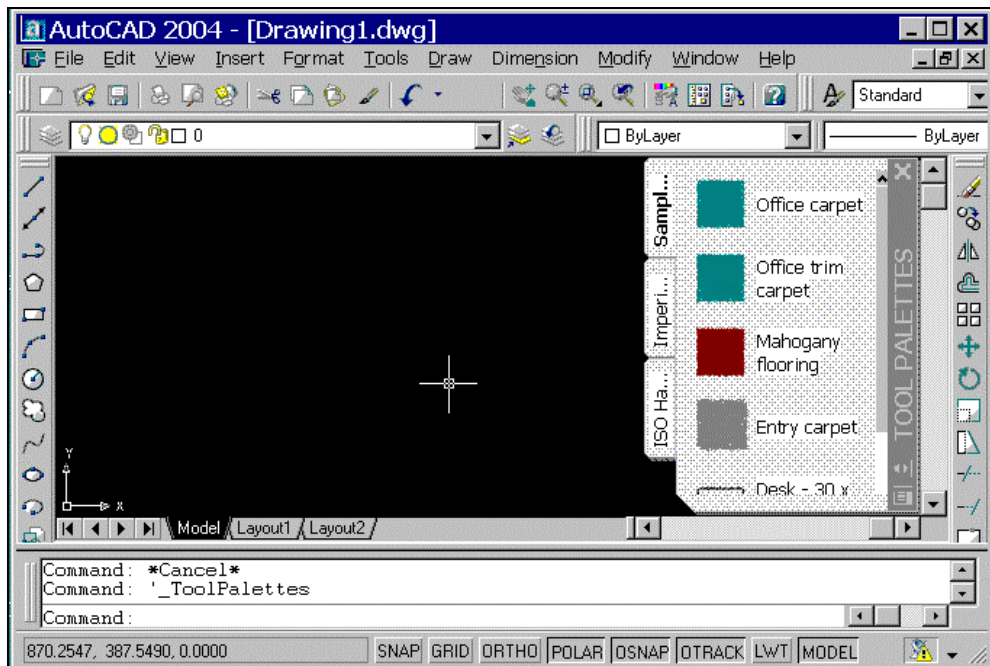 AutoCAD 2004 - [Drawing1.dwg]
File Edit View Insert Format Tools Draw Dimension Modify Window Help
Standard
0 ByLayer ByLayer
Sampl...
Imperi...
ISO Ha...
Office carpet
Office trim
carpet
Mahogany
flooring
Entry carpet
Desk - 30 x
TOOL PALETTES
Y
X
Model Layout1 Layout2
Command: *Cancel*
Command: '_ToolPalettes
Command:
870.2547, 387.5490, 0.0000 SNAP GRID ORTHO POLAR OSNAP OTRACK LWT MODEL